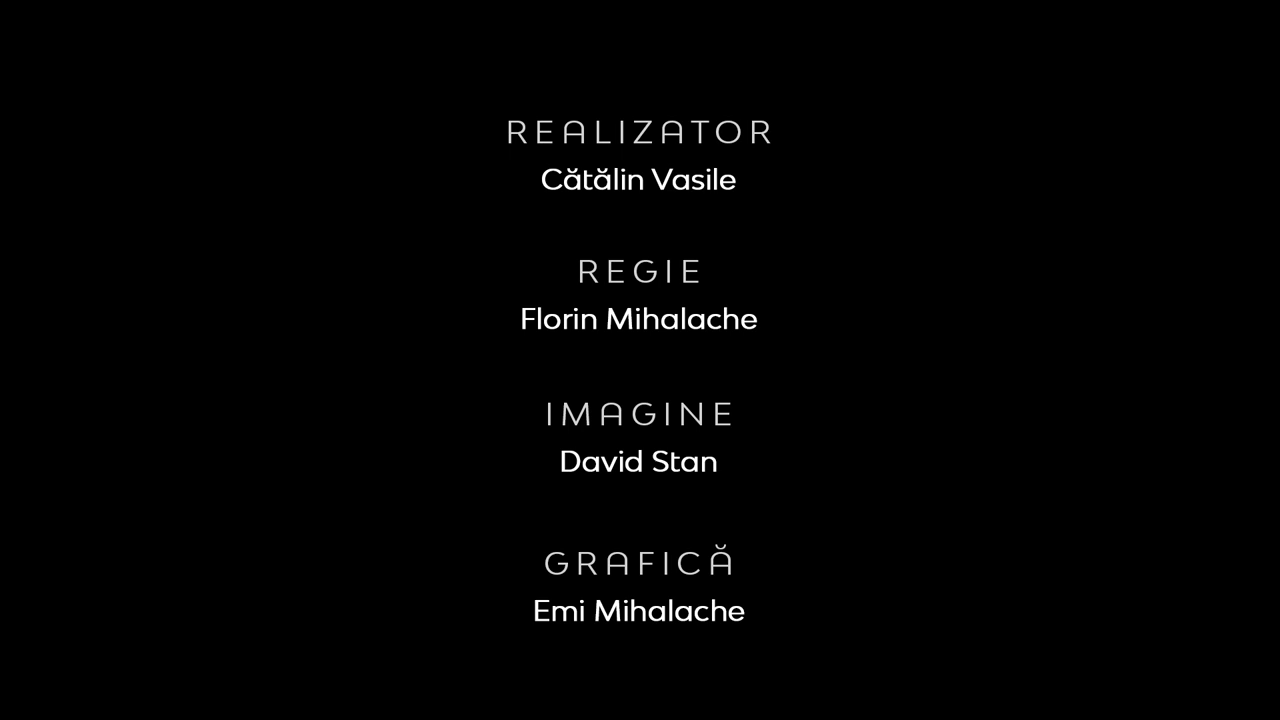 REALIZATOR
Cătălin Vasile
REGIE
Florin Mihalache
IMAGINE
David Stan
GRAFICĂ
Emi Mihalache